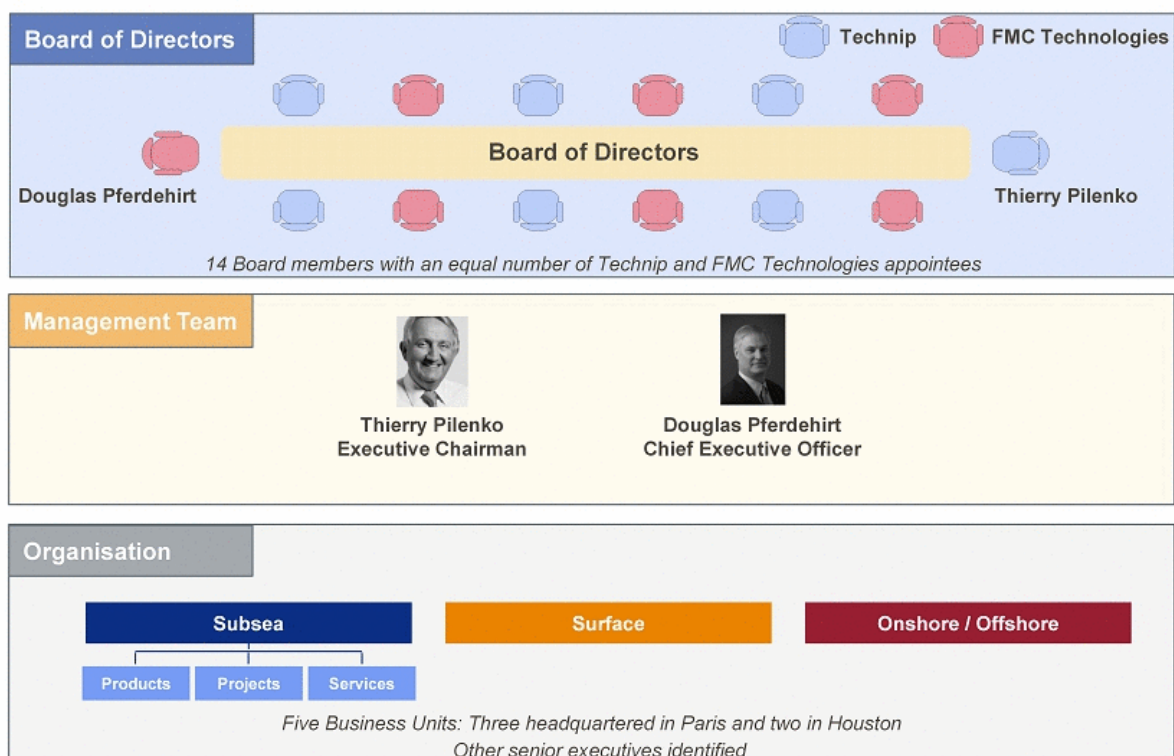 Board of Directors
Technip
FMC Technologies
Board of Directors
Douglas Pferdehirt
Thierry Pilenko
14 Board members with an equal number of Technip and FMC Technologies appointees
Management Team
Thierry Pilenko
Executive Chairman
Douglas Pferdehirt
Chief Executive Officer
Organisation
Subsea
Surface
Onshore / Offshore
Products
Projects
Services
Five Business Units: Three headquartered in Paris and two in Houston
Other senior executives identified